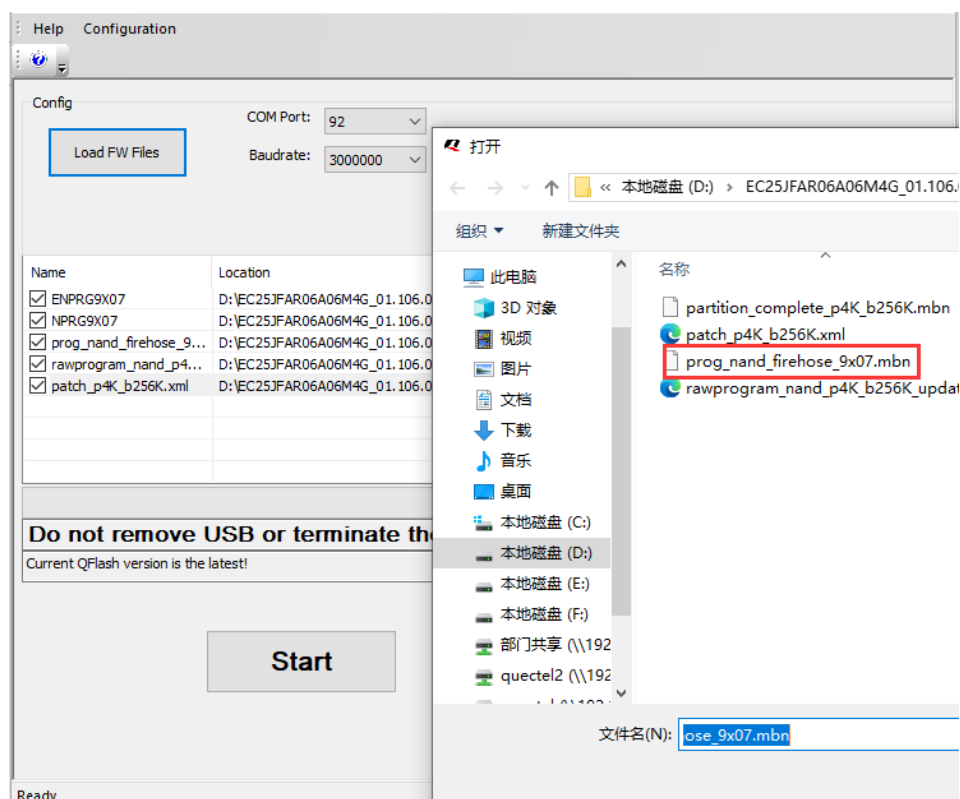 Help Configuration
Config
COM Port: 92
Load FW Files
Baudrate: 3000000
Name Location
ENPRG9X07 D:\EC25JFAR06A06M4G_01.106.0
NPRG9X07 D:\EC25JFAR06A06M4G_01.106.0
prog_nand_firehose_9... D:\EC25JFAR06A06M4G_01.106.0
rawprogram_nand_p4... D:\EC25JFAR06A06M4G_01.106.0
patch_p4K_b256K.xml D:\EC25JFAR06A06M4G_01.106.0
Do not remove USB or terminate the
Current QFlash version is the latest!
Start
Ready
打开
« 本地磁盘 (D:) › EC25JFAR06A06M4G_01.106.
组织 新建文件夹
此电脑
3D 对象
视频
图片
文档
下载
音乐
桌面
本地磁盘 (C:)
本地磁盘 (D:)
本地磁盘 (E:)
本地磁盘 (F:)
部门共享 (\\192
quectel2 (\\192
名称
partition_complete_p4K_b256K.mbn
patch_p4K_b256K.xml
prog_nand_firehose_9x07.mbn
rawprogram_nand_p4K_b256K_updat
文件名(N): ose_9x07.mbn